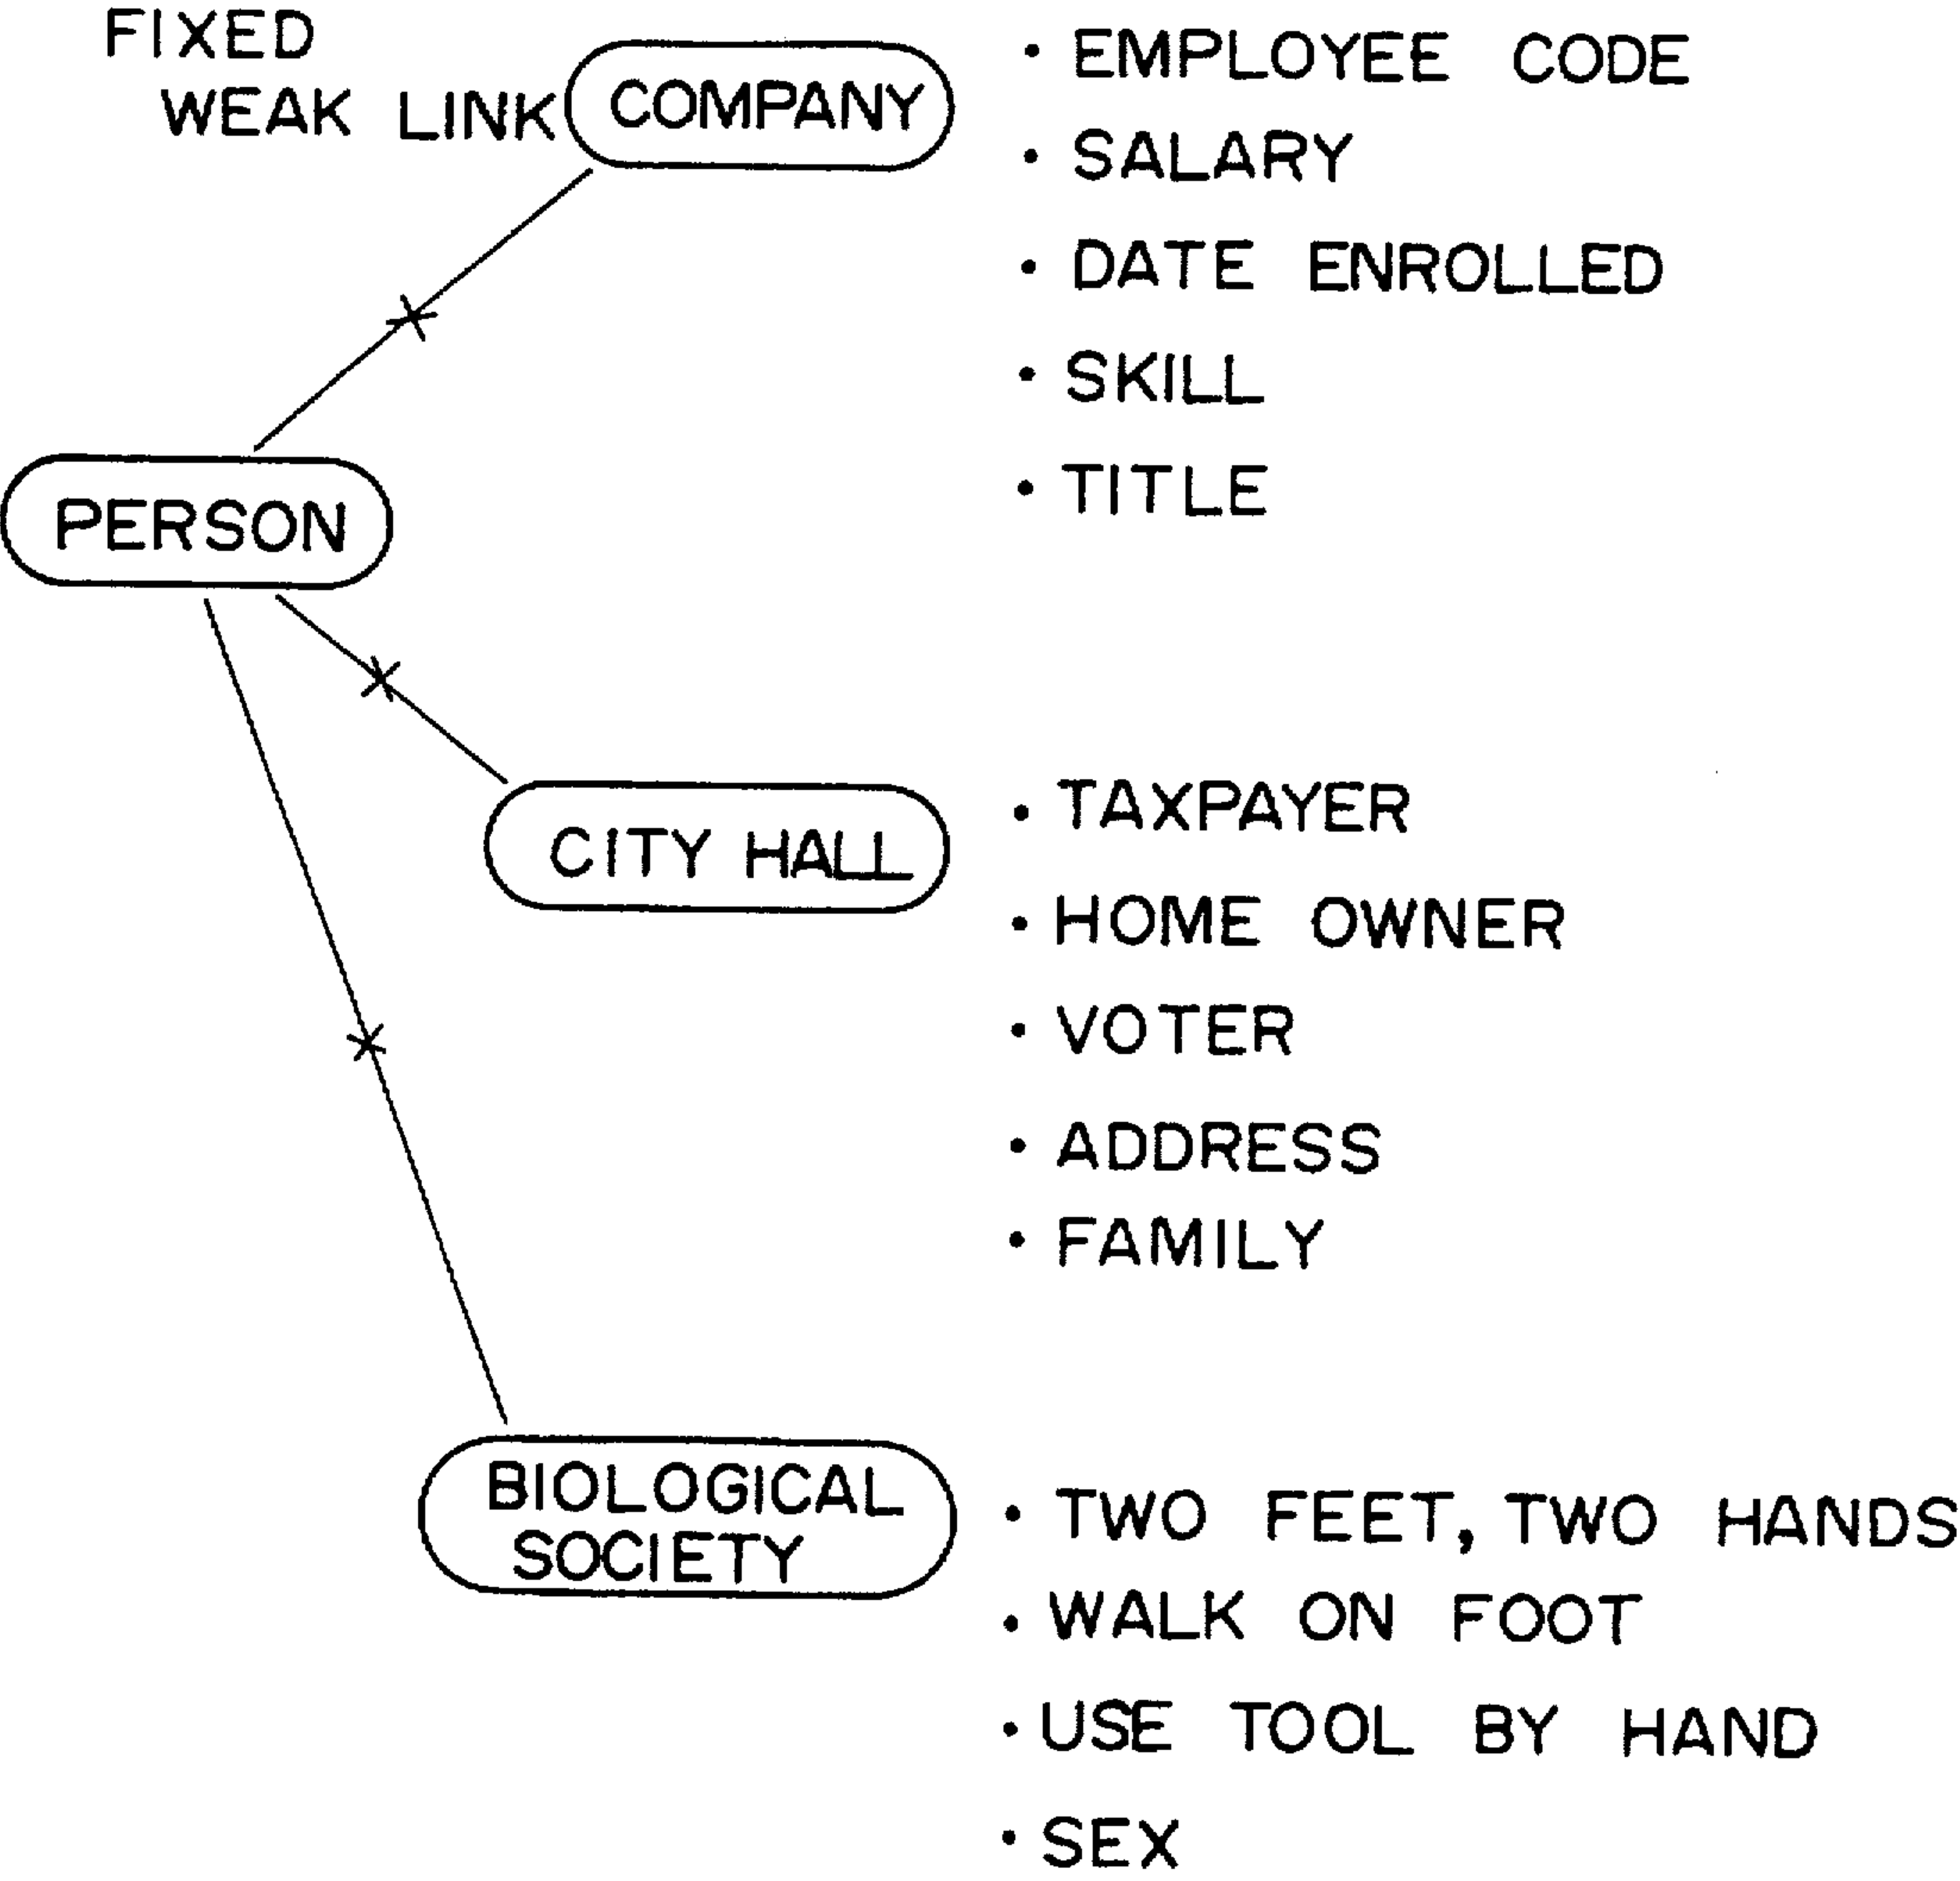 FIXED
WEAK LINK
COMPANY
• EMPLOYEE CODE
• SALARY
• DATE ENROLLED
• SKILL
• TITLE
PERSON
CITY HALL
• TAXPAYER
• HOME OWNER
• VOTER
• ADDRESS
• FAMILY
BIOLOGICAL
SOCIETY
• TWO FEET, TWO HANDS
• WALK ON FOOT
• USE TOOL BY HAND
• SEX